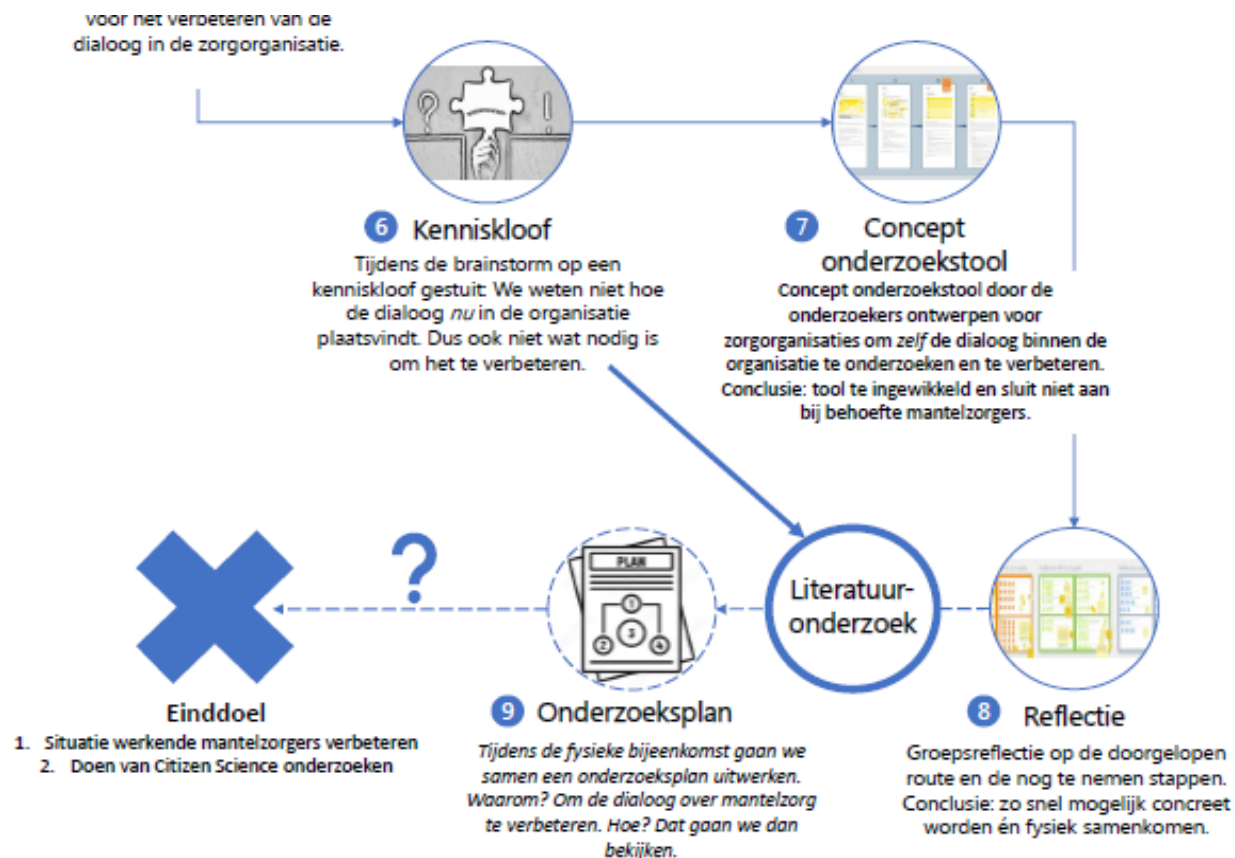 voor het verbeteren van de
dialoog in de zorgorganisatie.
?
!
6 Kenniskloof
Tijdens de brainstorm op een
kenniskloof gestuit: We weten niet hoe
de dialoog nu in de organisatie
plaatsvindt. Dus ook niet wat nodig is
om het te verbeteren.
7 Concept
onderzoekstool
Concept onderzoekstool door de
onderzoekers ontwerpen voor
zorgorganisaties om zelf de dialoog binnen de
organisatie te onderzoeken en te verbeteren.
Conclusie: tool te ingewikkeld en sluit niet aan
bij behoefte mantelzorgers.
?
PLAN
1
2
3
4
Literatuur-
onderzoek
Einddoel
1. Situatie werkende mantelzorgers verbeteren
2. Doen van Citizen Science onderzoeken
9 Onderzoeksplan
Tijdens de fysieke bijeenkomst gaan we
samen een onderzoeksplan uitwerken.
Waarom? Om de dialoog over mantelzorg
te verbeteren. Hoe? Dat gaan we dan
bekijken.
8 Reflectie
Groepsreflectie op de doorgelopen
route en de nog te nemen stappen.
Conclusie: zo snel mogelijk concreet
worden én fysiek samenkomen.